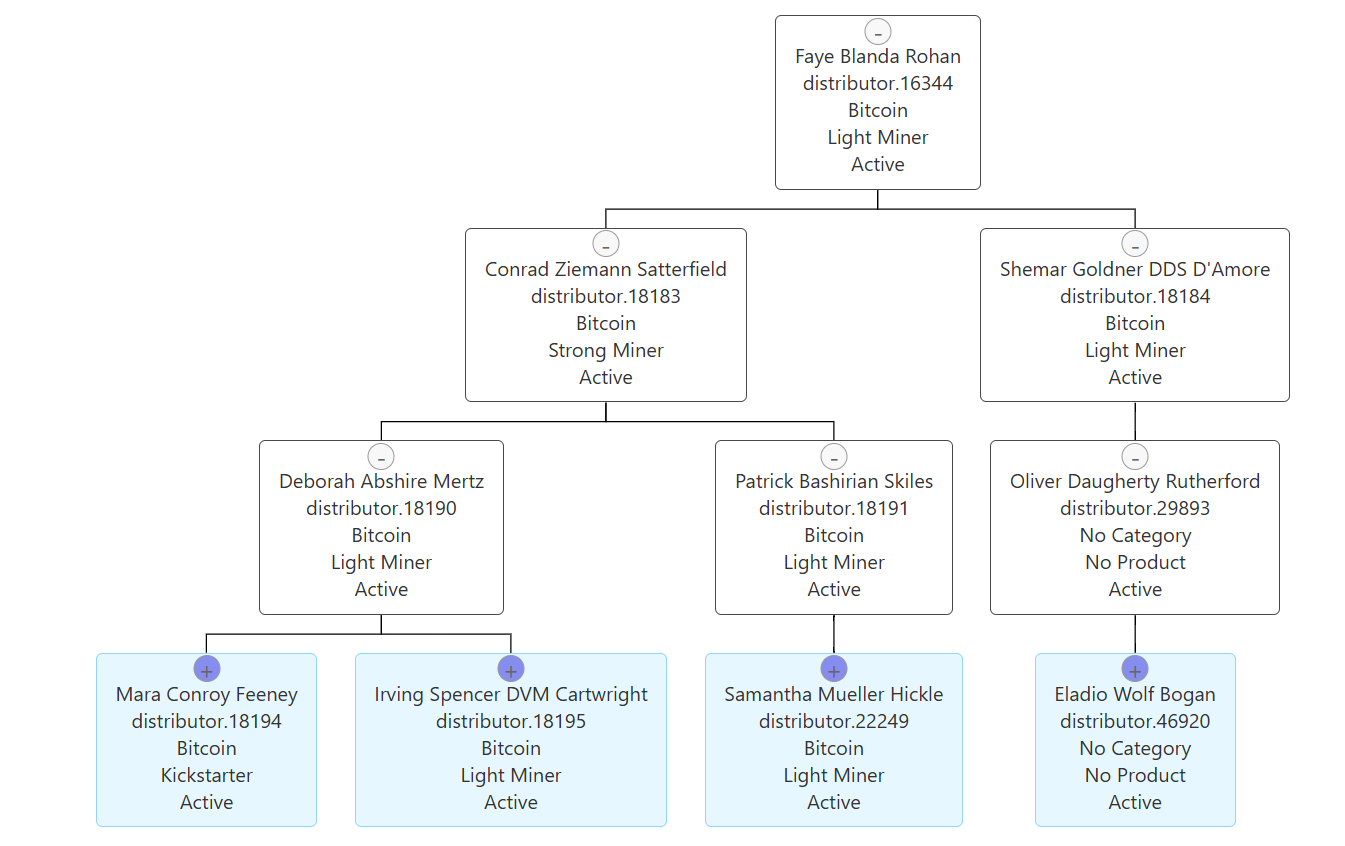 -
Faye Blanda Rohan
distributor.16344
Bitcoin
Light Miner
Active
-
Conrad Ziemann Satterfield
distributor.18183
Bitcoin
Strong Miner
Active
-
Shemar Goldner DDS D'Amore
distributor.18184
Bitcoin
Light Miner
Active
-
Deborah Abshire Mertz
distributor.18190
Bitcoin
Light Miner
Active
-
Patrick Bashirian Skiles
distributor.18191
Bitcoin
Light Miner
Active
-
Oliver Daugherty Rutherford
distributor.29893
No Category
No Product
Active
+
Mara Conroy Feeney
distributor.18194
Bitcoin
Kickstarter
Active
+
Irving Spencer DVM Cartwright
distributor.18195
Bitcoin
Light Miner
Active
+
Samantha Mueller Hickle
distributor.22249
Bitcoin
Light Miner
Active
+
Eladio Wolf Bogan
distributor.46920
No Category
No Product
Active